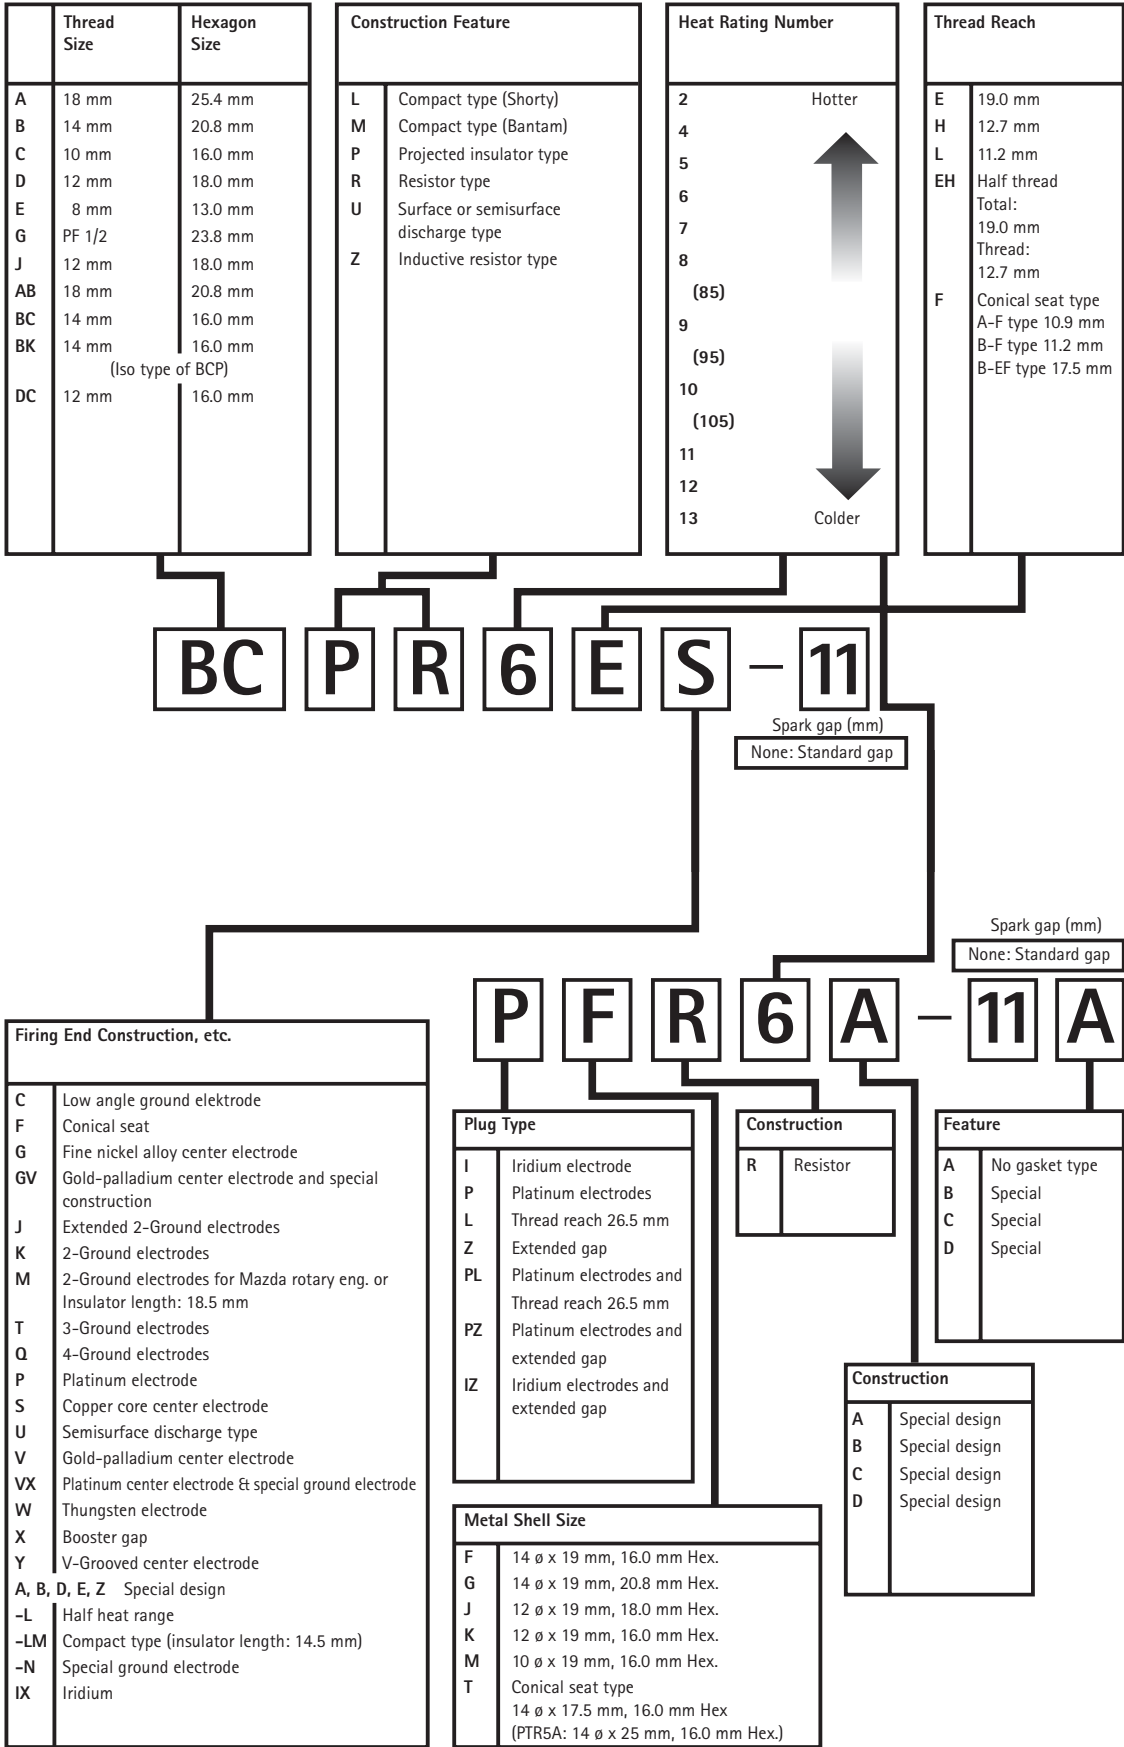 Thread Size Hexagon Size
A 18 mm 25.4 mm
B 14 mm 20.8 mm
C 10 mm 16.0 mm
D 12 mm 18.0 mm
E 8 mm 13.0 mm
G PF 1/2 23.8 mm
J 12 mm 18.0 mm
AB 18 mm 20.8 mm
BC 14 mm 16.0 mm
BK 14 mm 16.0 mm
(Iso type of BCP)
DC 12 mm 16.0 mm
Construction Feature
L Compact type (Shorty)
M Compact type (Bantam)
P Projected insulator type
R Resistor type
U Surface or semisurface
discharge type
Z Inductive resistor type
Heat Rating Number
2 Hotter
4
5
6
7
8
(85)
9
(95)
10
(105)
11
12
13 Colder
Thread Reach
E 19.0 mm
H 12.7 mm
L 11.2 mm
EH Half thread
Total:
19.0 mm
Thread:
12.7 mm
F Conical seat type
A-F type 10.9 mm
B-F type 11.2 mm
B-EF type 17.5 mm
BC P R 6 E S – 11
Spark gap (mm)
None: Standard gap
Spark gap (mm)
None: Standard gap
P F R 6 A – 11 A
Firing End Construction, etc.
C Low angle ground elektrode
F Conical seat
G Fine nickel alloy center electrode
GV Gold-palladium center electrode and special
construction
J Extended 2-Ground electrodes
K 2-Ground electrodes
M 2-Ground electrodes for Mazda rotary eng. or
Insulator length: 18.5 mm
T 3-Ground electrodes
Q 4-Ground electrodes
P Platinum electrode
S Copper core center electrode
U Semisurface discharge type
V Gold-palladium center electrode
VX Platinum center electrode & special ground electrode
W Thungsten electrode
X Booster gap
Y V-Grooved center electrode
A, B, D, E, Z Special design
-L Half heat range
-LM Compact type (insulator length: 14.5 mm)
-N Special ground electrode
IX Iridium
Plug Type
I Iridium electrode
P Platinum electrodes
L Thread reach 26.5 mm
Z Extended gap
PL Platinum electrodes and
Thread reach 26.5 mm
PZ Platinum electrodes and
extended gap
IZ Iridium electrodes and
extended gap
Metal Shell Size
F 14 ø x 19 mm, 16.0 mm Hex.
G 14 ø x 19 mm, 20.8 mm Hex.
J 12 ø x 19 mm, 18.0 mm Hex.
K 12 ø x 19 mm, 16.0 mm Hex.
M 10 ø x 19 mm, 16.0 mm Hex.
T Conical seat type
14 ø x 17.5 mm, 16.0 mm Hex
(PTR5A: 14 ø x 25 mm, 16.0 mm Hex.)
Construction
R Resistor
Construction
A Special design
B Special design
C Special design
D Special design
Feature
A No gasket type
B Special
C Special
D Special